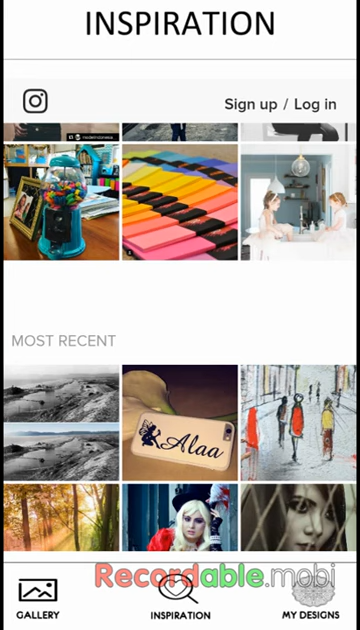 INSPIRATION
Sign up / Log in
MOST RECENT
Alaa
Recordable.mobi
GALLERY
INSPIRATION
MY DESIGNS